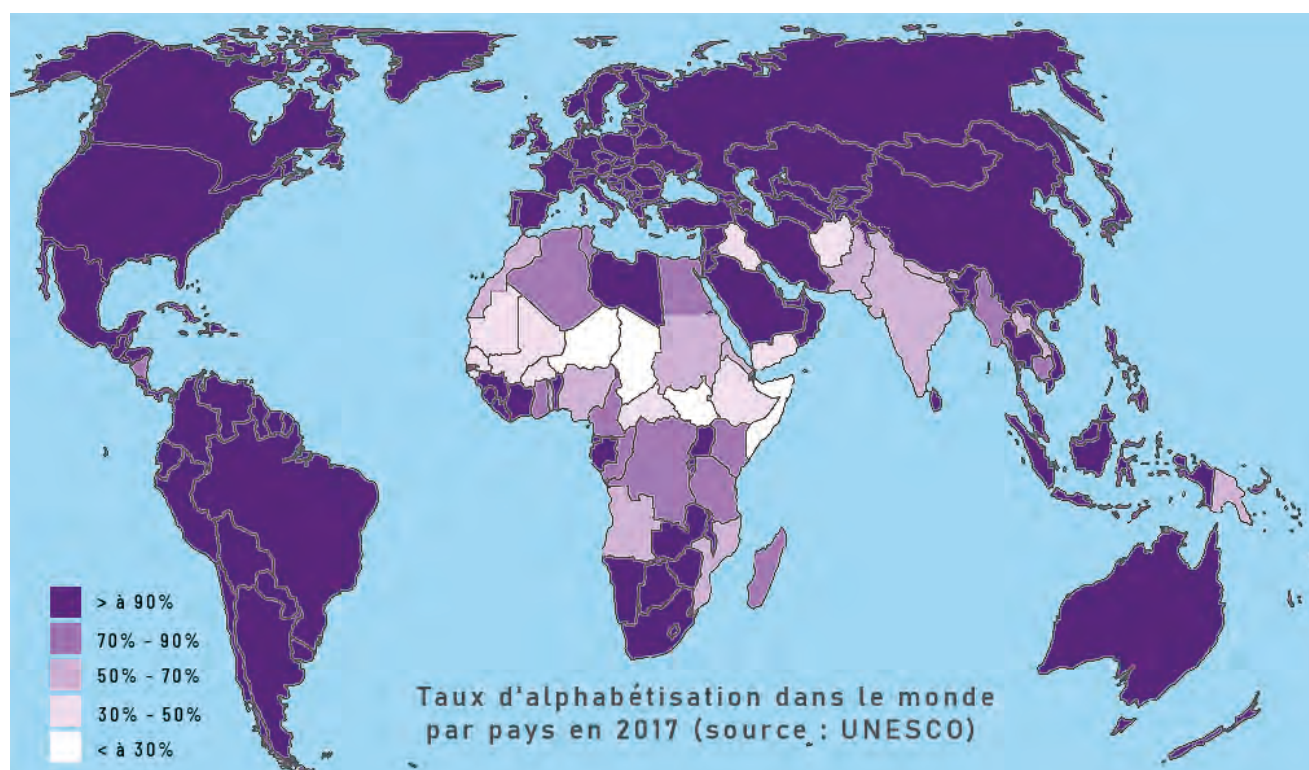 > à 90%
70% - 90%
50% - 70%
30% - 50%
< à 30%
Taux d'alphabétisation dans le monde
par pays en 2017 (source : UNESCO)